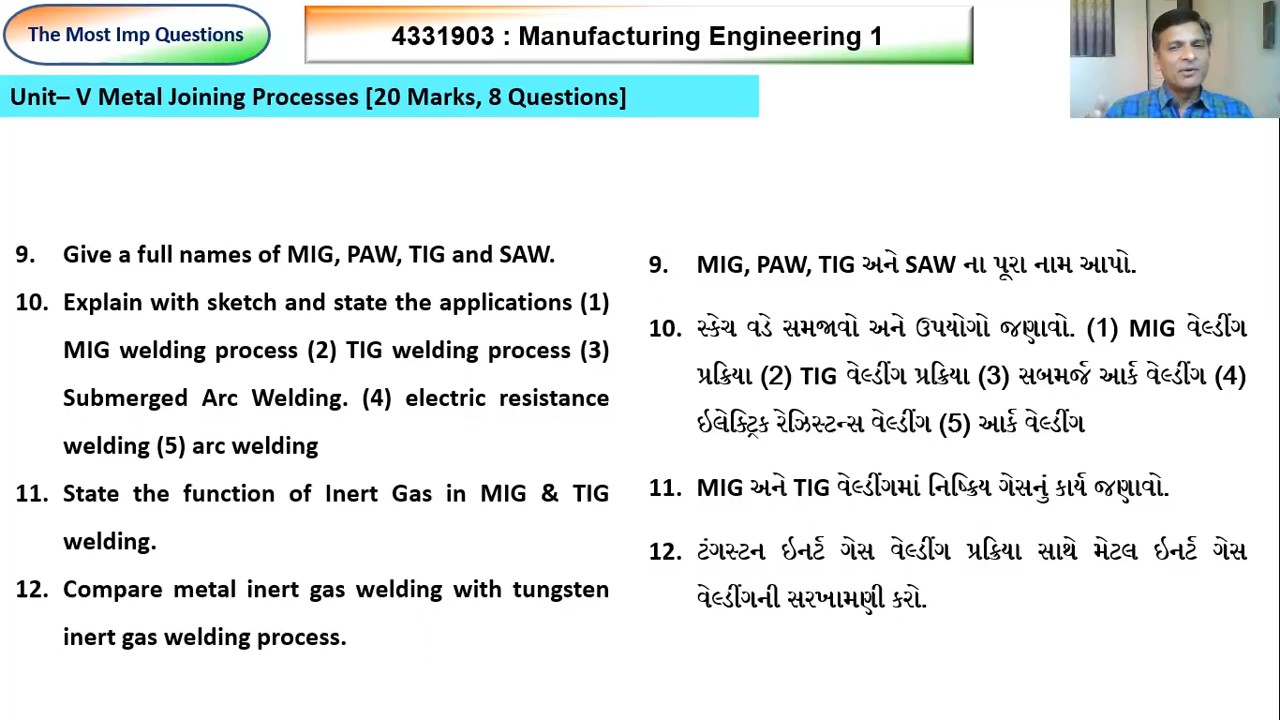 The Most Imp Questions
4331903 : Manufacturing Engineering 1
Unit– V Metal Joining Processes [20 Marks, 8 Questions]
9. Give a full names of MIG, PAW, TIG and SAW.
10. Explain with sketch and state the applications (1)
MIG welding process (2) TIG welding process (3)
Submerged Arc Welding. (4) electric resistance
welding (5) arc welding
11. State the function of Inert Gas in MIG & TIG
welding.
12. Compare metal inert gas welding with tungsten
inert gas welding process.
9. MIG, PAW, TIG અને SAW ના પૂરા નામ આપો.
10. સ્કેચ વડે સમજાવો અને ઉપયોગો જણાવો. (1) MIG વેલ્ડીંગ
પ્રક્રિયા (2) TIG વેલ્ડીંગ પ્રક્રિયા (3) સબમર્જ આર્ક વેલ્ડીંગ (4)
ઇલેક્ટ્રિક રેઝિસ્ટન્સ વેલ્ડીંગ (5) આર્ક વેલ્ડીંગ
11. MIG અને TIG વેલ્ડીંગમાં નિષ્ક્રિય ગેસનું કાર્ય જણાવો.
12. ટંગસ્ટન ઇનર્ટ ગેસ વેલ્ડીંગ પ્રક્રિયા સાથે મેટલ ઇનર્ટ ગેસ
વેલ્ડીંગની સરખામણી કરો.